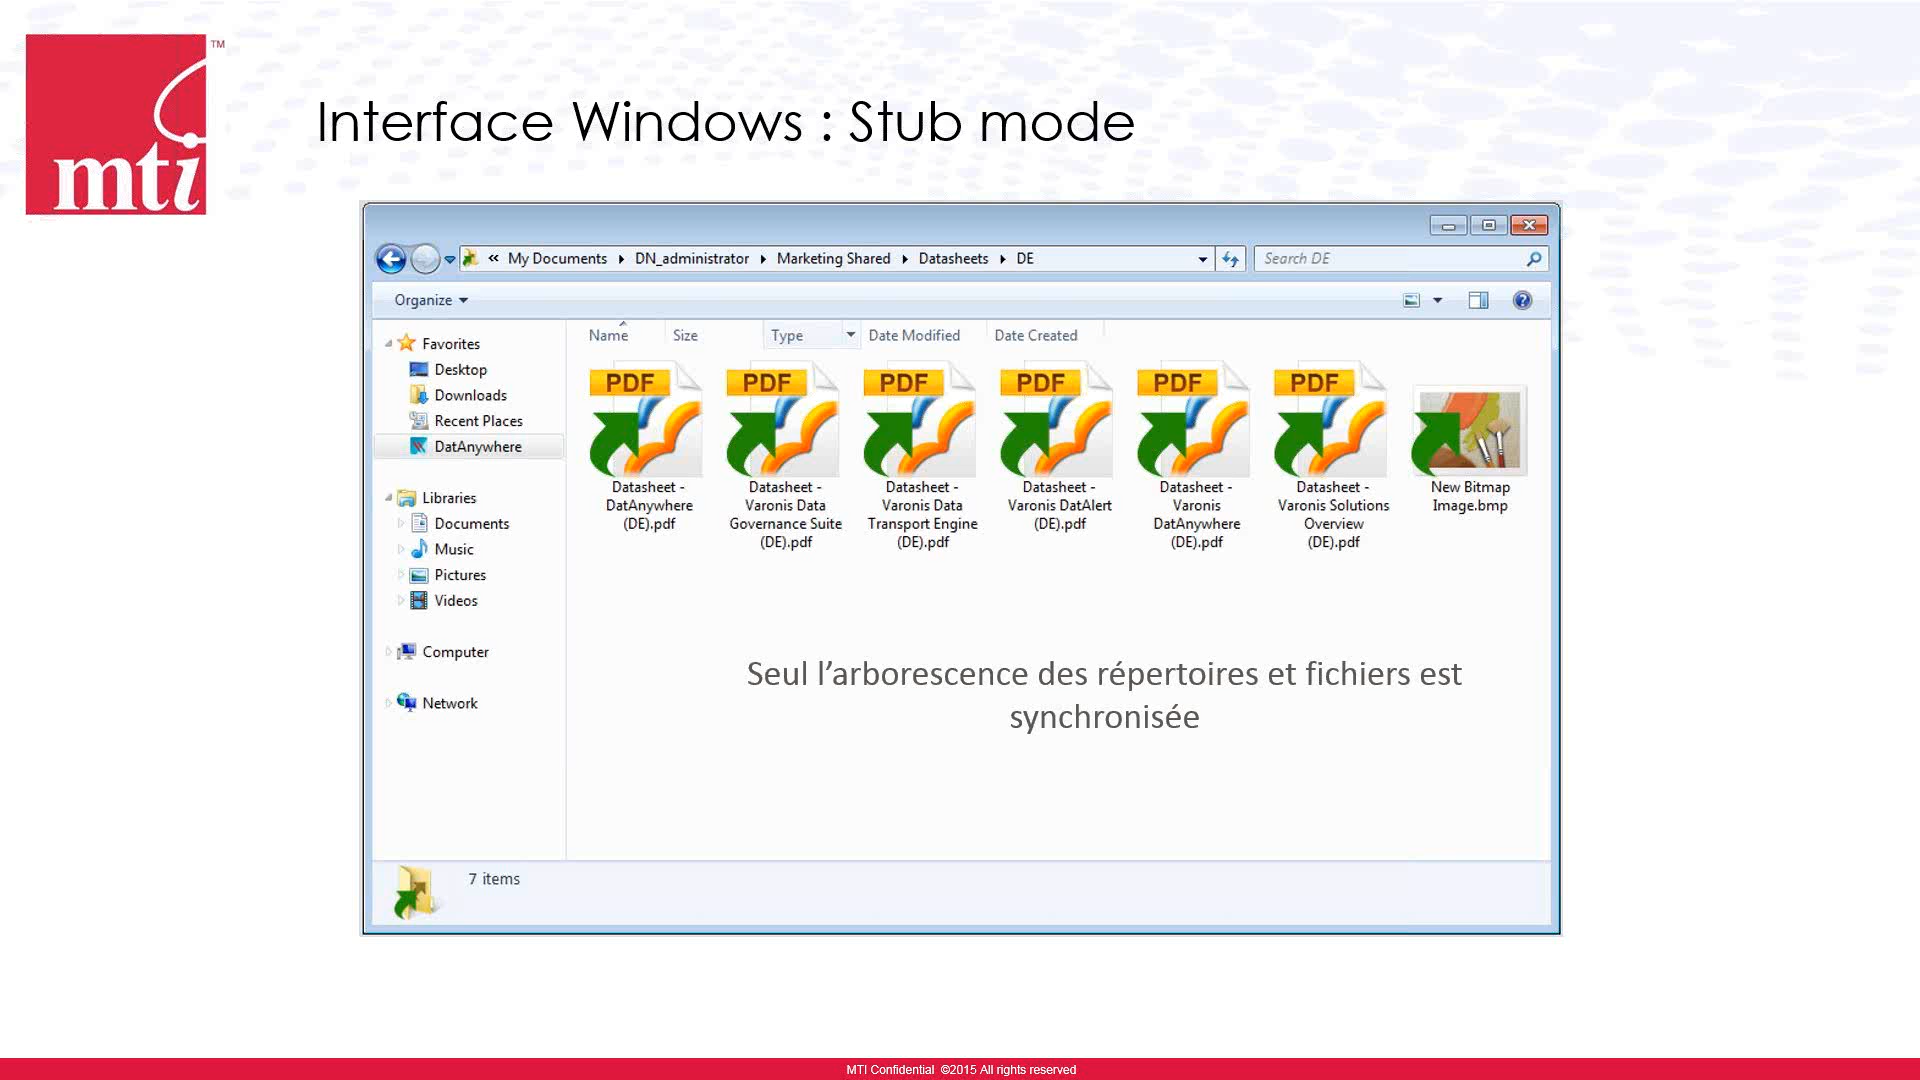 TM
mti
Interface Windows : Stub mode
« My Documents DN_administrator Marketing Shared Datasheets DE
Search DE
Organize
Name Size Type Date Modified Date Created
Favorites
Desktop
Downloads
Recent Places
DatAnywhere
Libraries
Documents
Music
Pictures
Videos
Computer
Network
PDF PDF PDF PDF PDF PDF
Datasheet -
DatAnywhere
(DE).pdf
Datasheet -
Varonis Data
Governance Suite
(DE).pdf
Datasheet -
Varonis Data
Transport Engine
(DE).pdf
Datasheet -
Varonis DatAlert
(DE).pdf
Datasheet -
Varonis
DatAnywhere
(DE).pdf
Datasheet -
Varonis Solutions
Overview
(DE).pdf
New Bitmap
Image.bmp
Seul l’arborescence des répertoires et fichiers est
synchronisée
7 items
MTI Confidential ©2015 All rights reserved